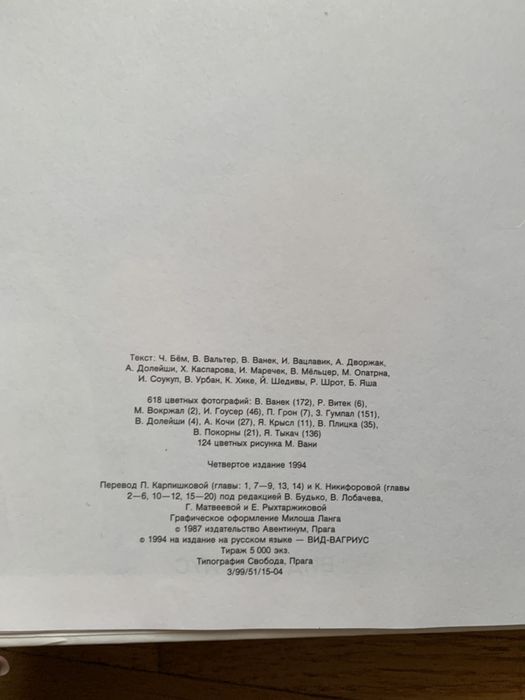 Текст: Ч. Бём, В. Вальтер, В. Ванек, И. Вацлавик, А. Дворжак,
А. Долейши, Х. Каспарова, И. Маречек, В. Мёльцер, М. Опатрна,
И. Соукуп, В. Урбан, К. Хике, Й. Шедивы, Р. Шрот, Б. Яша
618 цветных фотографий: В. Ванек (172), Р. Витек (6),
М. Вокржал (2), И. Гоусер (46), П. Грон (7), З. Гумпал (151),
В. Долейши (4), А. Кочи (27), Я. Крысл (11), В. Плицка (35),
В. Покорны (21), Я. Тыкач (136)
124 цветных рисунка М. Вани
Четвертое издание 1994
Перевод Л. Карпишковой (главы: 1, 7—9, 13, 14) и К. Никифоровой (главы
2—6, 10—12, 15—20) под редакцией В. Будько, В. Лобачева,
Г. Матвеевой и Е. Рыхтаржиковой
Графическое оформление Милоша Ланга
© 1987 издательство Авентинум, Прага
© 1994 на издание на русском языке — ВИД-ВАГРИУС
Тираж 5 000 экз.
Типография Свобода, Прага
3/99/51/15-04